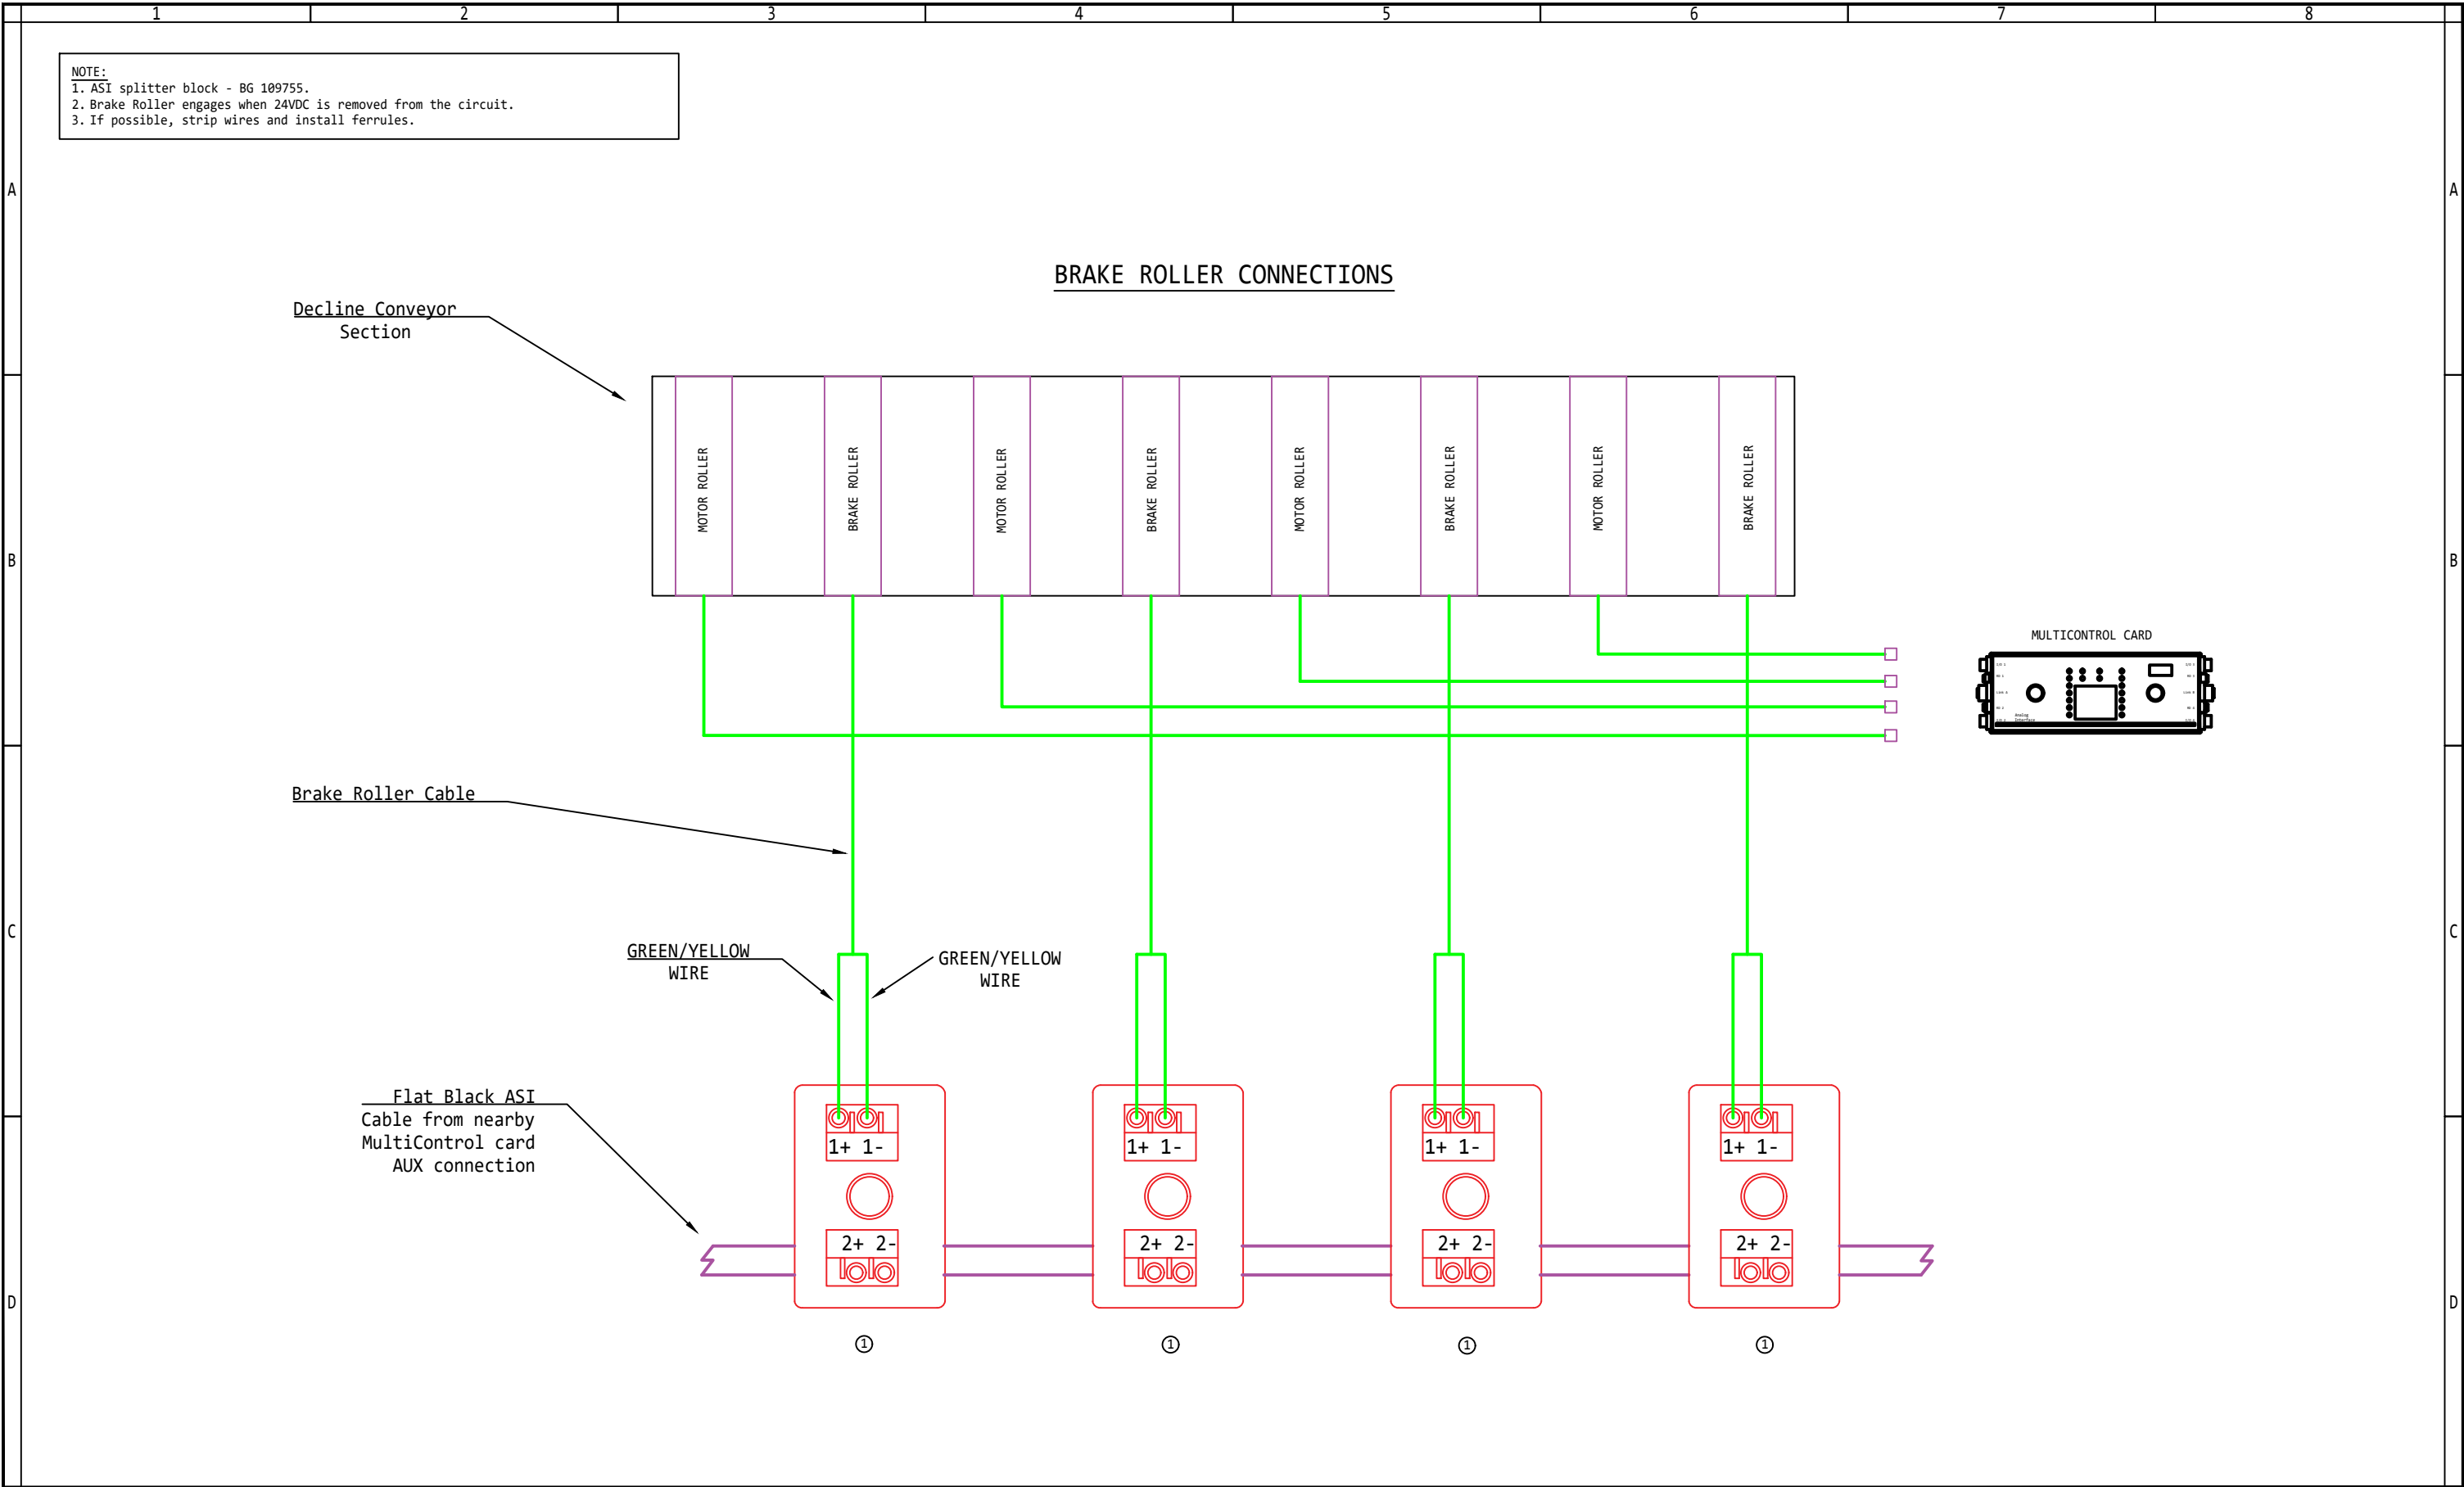 1 2 3 4 5 6 7 8
NOTE:
1. ASI splitter block - BG 109755.
2. Brake Roller engages when 24VDC is removed from the circuit.
3. If possible, strip wires and install ferrules.
A A
BRAKE ROLLER CONNECTIONS
Decline Conveyor
Section
MOTOR ROLLER
BRAKE ROLLER
MOTOR ROLLER
BRAKE ROLLER
MOTOR ROLLER
BRAKE ROLLER
MOTOR ROLLER
BRAKE ROLLER
B B
MULTICONTROL CARD
Analog
Interface
Brake Roller Cable
C C
GREEN/YELLOW
WIRE
GREEN/YELLOW
WIRE
Flat Black ASI
Cable from nearby
MultiControl card
AUX connection
1+ 1-
1+ 1-
1+ 1-
1+ 1-
2+ 2-
2+ 2-
2+ 2-
2+ 2-
D D
1
1
1
1